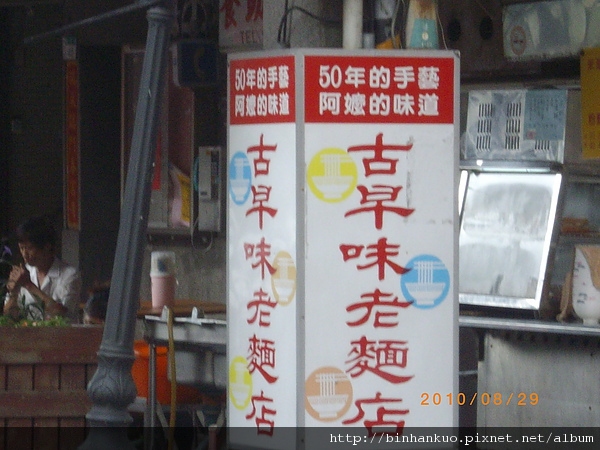 50年的手藝
阿嬤的味道
古早味老麵店
50年的手藝
阿嬤的味道
古早味老麵店
2010/08/29
http://binhankuo.pixnet.net/album